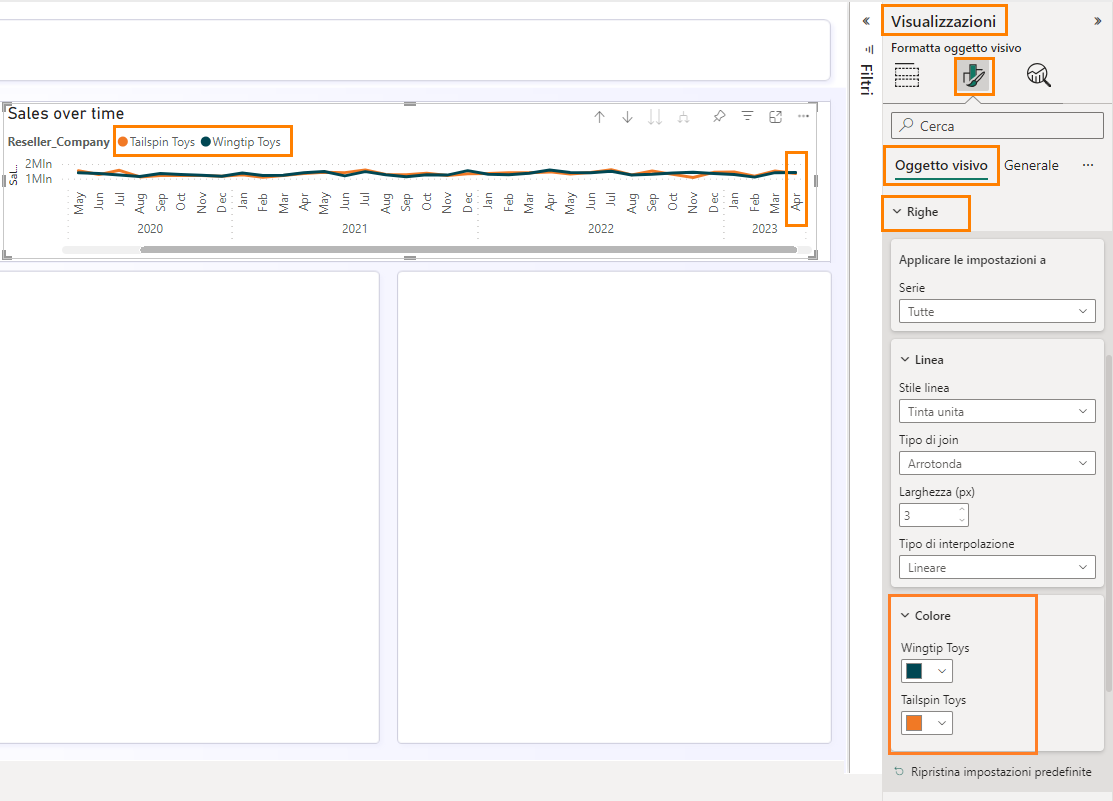 Visualizzazioni
Formatta oggetto visivo
Filtri
Cerca
Oggetto visivo Generale
Righe
Applicare le impostazioni a
Serie
Tutte
Linea
Stile linea
Tinta unita
Tipo di join
Arrotonda
Larghezza (px)
3
Tipo di interpolazione
Lineare
Colore
Wingtip Toys
Tailspin Toys
Ripristina impostazioni predefinite
Sales over time
Reseller_Company Tailspin Toys Wingtip Toys
Sal...
2Mln
1Mln
May Jun Jul Aug Sep Oct Nov Dec Jan Feb Mar Apr May Jun Jul Aug Sep Oct Nov Dec Jan Feb Mar Apr May Jun Jul Aug Sep Oct Nov Dec Jan Feb Mar Apr
2020 2021 2022 2023